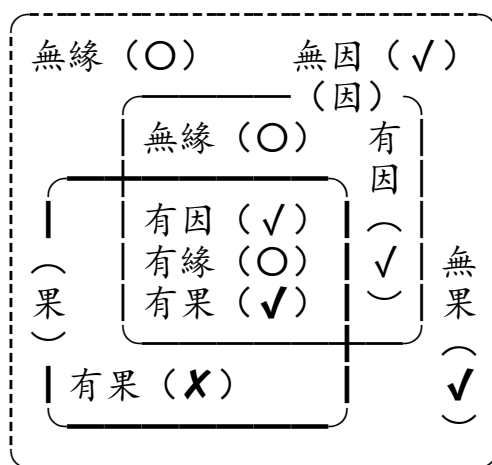 無緣（○） 無因（√）
（因）
無緣（○）
有因（√）
有因（√）
有緣（○）
有果（✔）
（果）
無果（✔）
有果（✘）